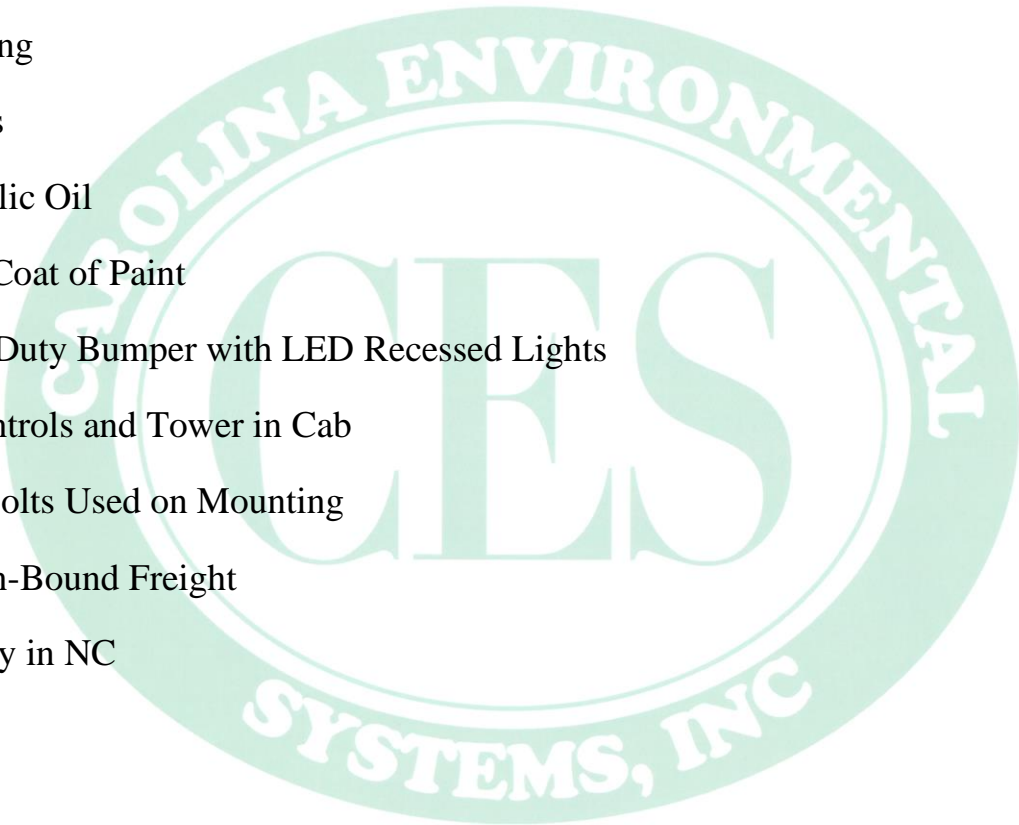 ng
s
lic Oil
Coat of Paint
Duty Bumper with LED Recessed Lights
ntrols and Tower in Cab
olts Used on Mounting
n-Bound Freight
y in NC
CAROLINA ENVIRONMENTAL
CES
SYSTEMS, INC